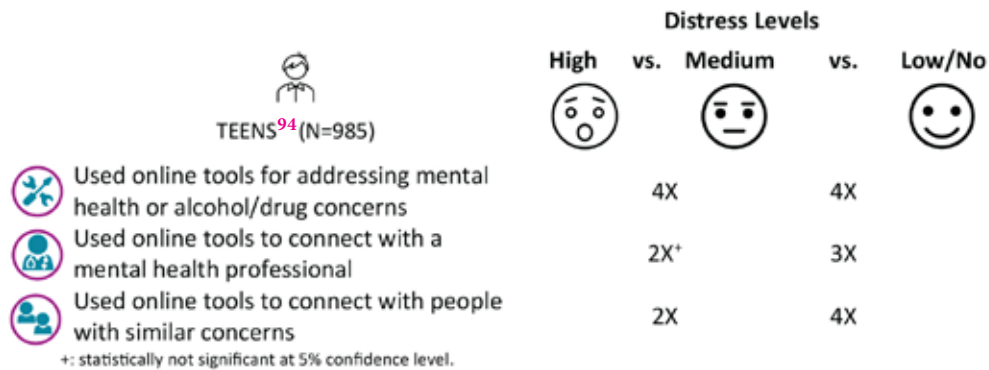 Distress Levels
High vs. Medium vs. Low/No
TEENS94 (N=985)
Used online tools for addressing mental
health or alcohol/drug concerns
4X 4X
Used online tools to connect with a
mental health professional
2X+ 3X
Used online tools to connect with people
with similar concerns
2X 4X
+: statistically not significant at 5% confidence level.